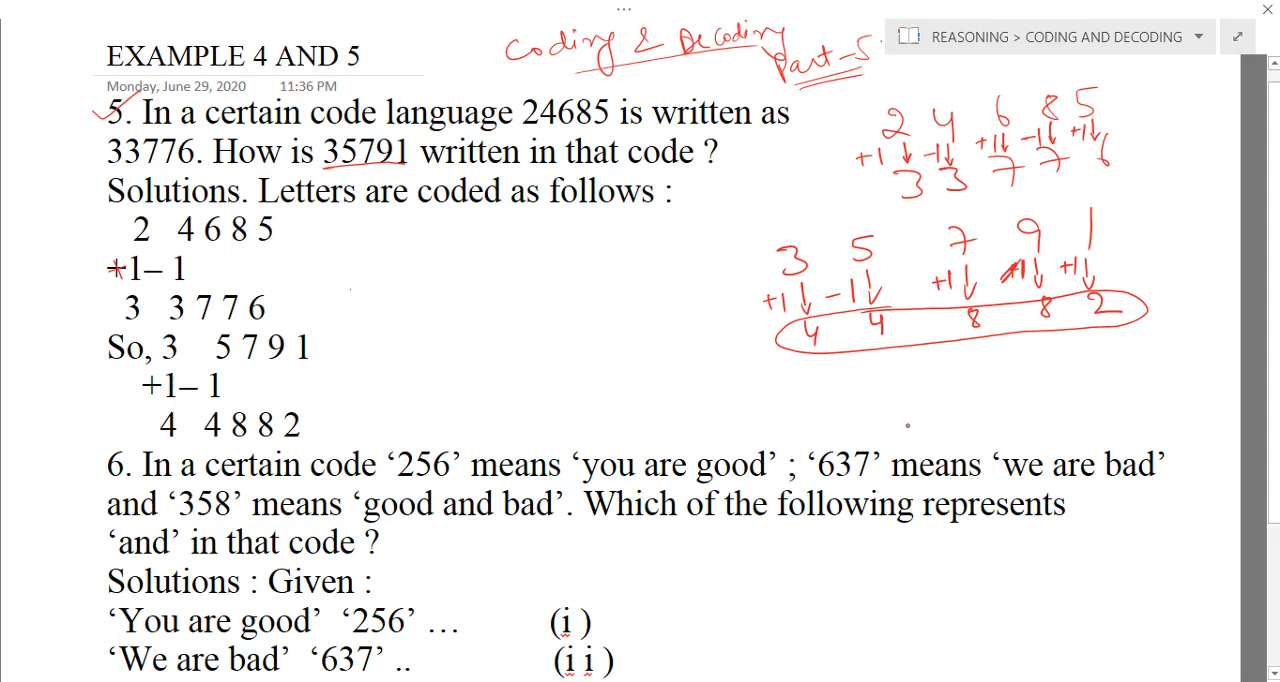 REASONING > CODING AND DECODING
Coding & Decoding
Part-5
EXAMPLE 4 AND 5
Monday, June 29, 2020 11:36 PM
5. In a certain code language 24685 is written as
33776. How is 35791 written in that code ?
Solutions. Letters are coded as follows :
2 4 6 8 5
+1– 1
3 3 7 7 6
So, 3 5 7 9 1
+1– 1
4 4 8 8 2
2 4 6 8 5
+1 -1 +1 -1 +1
3 3 7 7 6
3 5 7 9 1
+1 -1 +1 -1 +1
4 4 8 8 2
6. In a certain code ‘256’ means ‘you are good’ ; ‘637’ means ‘we are bad’
and ‘358’ means ‘good and bad’. Which of the following represents
‘and’ in that code ?
Solutions : Given :
‘You are good’ ‘256’ … (i )
‘We are bad’ ‘637’ .. (i i )